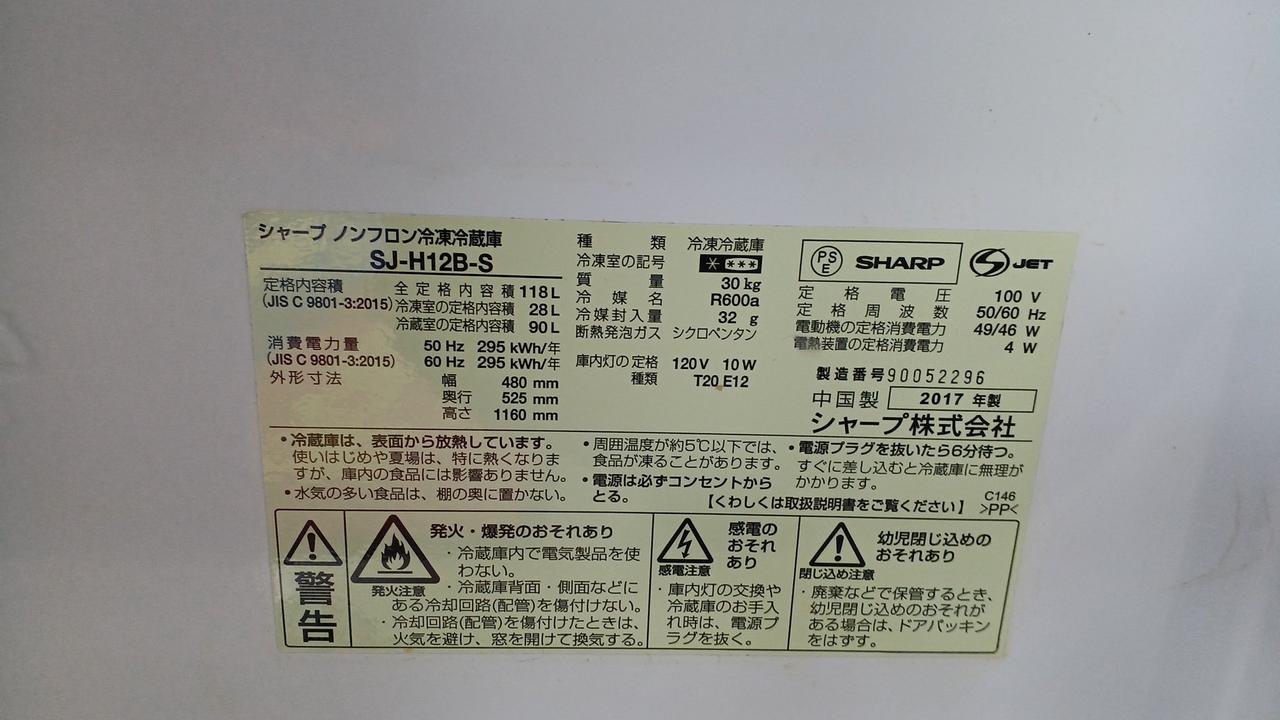 シャープ ノンフロン冷凍冷蔵庫
SJ-H12B-S
定格内容積 全定格内容積 118 L
(JIS C 9801-3:2015) 冷凍室の定格内容積 28 L
冷蔵室の定格内容積 90 L
消費電力量 50 Hz 295 kWh/年
(JIS C 9801-3:2015) 60 Hz 295 kWh/年
外形寸法 幅 480 mm
奥行 525 mm
高さ 1160 mm
種類 冷凍冷蔵庫
冷凍室の記号 * ***
質量 30 kg
冷媒名 R600a
冷媒封入量 32 g
断熱発泡ガス シクロペンタン
庫内灯の定格 120 V 10 W
種類 T20 E12
PSE SHARP JET
定格電圧 100 V
定格周波数 50/60 Hz
電動機の定格消費電力 49/46 W
電熱装置の定格消費電力 4 W
製造番号 90052296
中国製 2017 年製
シャープ株式会社
・冷蔵庫は、表面から放熱しています。
使いはじめや夏場は、特に熱くなりま
すが、庫内の食品には影響ありません。
・水気の多い食品は、棚の奥に置かない。
・周囲温度が約5℃以下では、
食品が凍ることがあります。
・電源は必ずコンセントから
とる。
・電源プラグを抜いたら6分待つ。
すぐに差し込むと冷蔵庫に無理が
かかります。
【くわしくは取扱説明書をご覧ください】
C146
>PP<
警告
発火注意
発火・爆発のおそれあり
・冷蔵庫内で電気製品を使
わない。
・冷蔵庫背面・側面などに
ある冷却回路(配管)を傷付けない。
・冷却回路(配管)を傷付けたときは、
火気を避け、窓を開けて換気する。
感電注意
感電の
おそれ
あり
・庫内灯の交換や
冷蔵庫のお手入
れ時は、電源プ
ラグを抜く。
閉じ込め注意
幼児閉じ込めの
おそれあり
・廃棄などで保管するとき、
幼児閉じ込めのおそれが
ある場合は、ドアパッキン
をはずす。